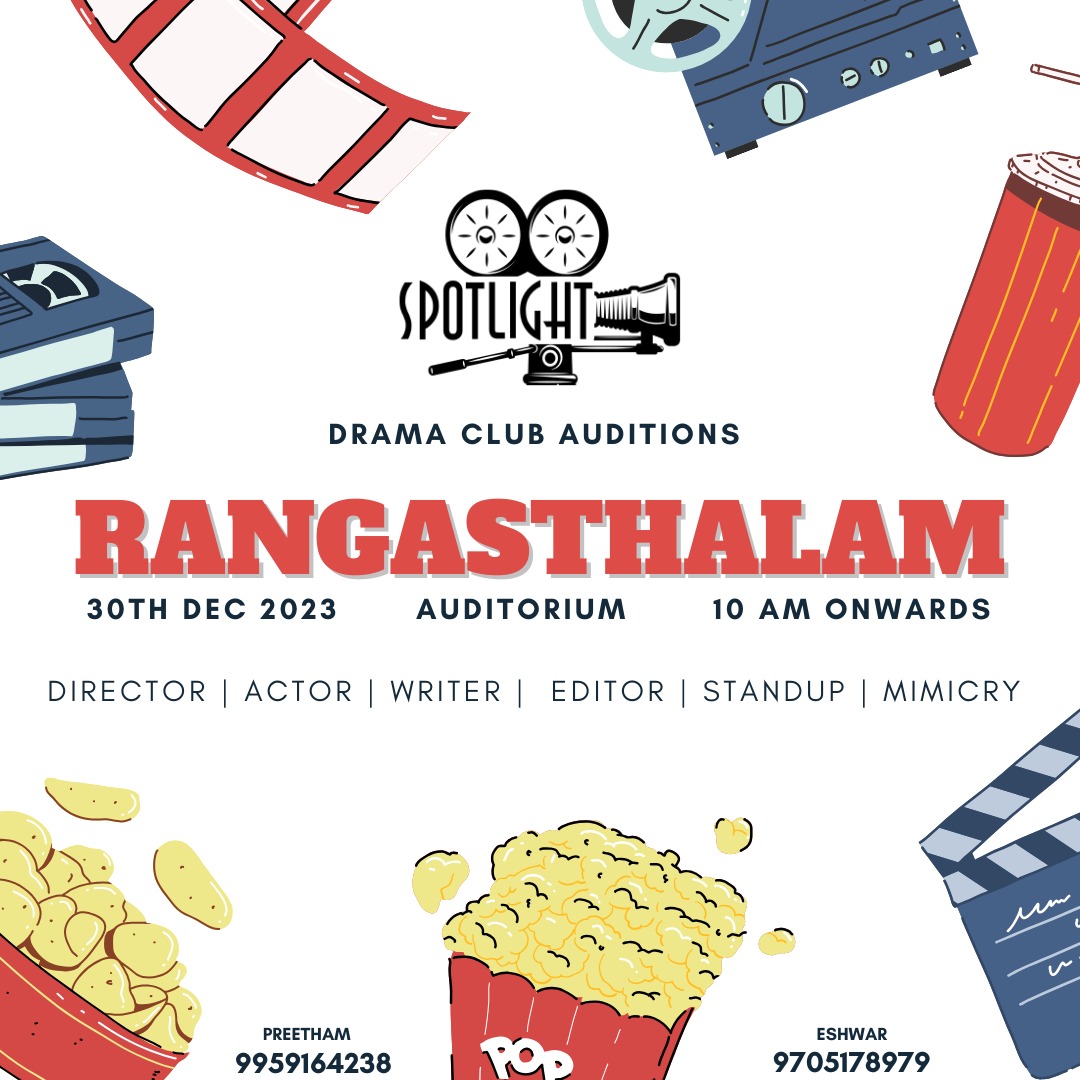 SPOTLIGHT
DRAMA CLUB AUDITIONS
RANGASTHALAM
30TH DEC 2023 AUDITORIUM 10 AM ONWARDS
DIRECTOR | ACTOR | WRITER | EDITOR | STANDUP | MIMICRY
POP
PREETHAM ESHWAR
9959164238 9705178979